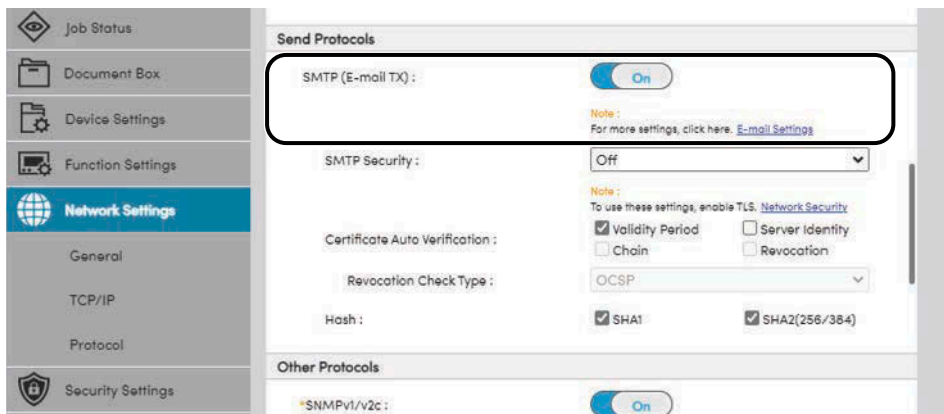 Job Status
Document Box
Device Settings
Function Settings
Network Settings
General
TCP/IP
Protocol
Security Settings
Send Protocols
SMTP (E-mail TX) :
On
Note :
For more settings, click here. E-mail Settings
SMTP Security :
Off
Note :
To use these settings, enable TLS. Network Security
Certificate Auto Verification :
Validity Period
Server Identity
Chain
Revocation
Revocation Check Type :
OCSP
Hash :
SHA1
SHA2(256/384)
Other Protocols
*SNMPv1/v2c :
On